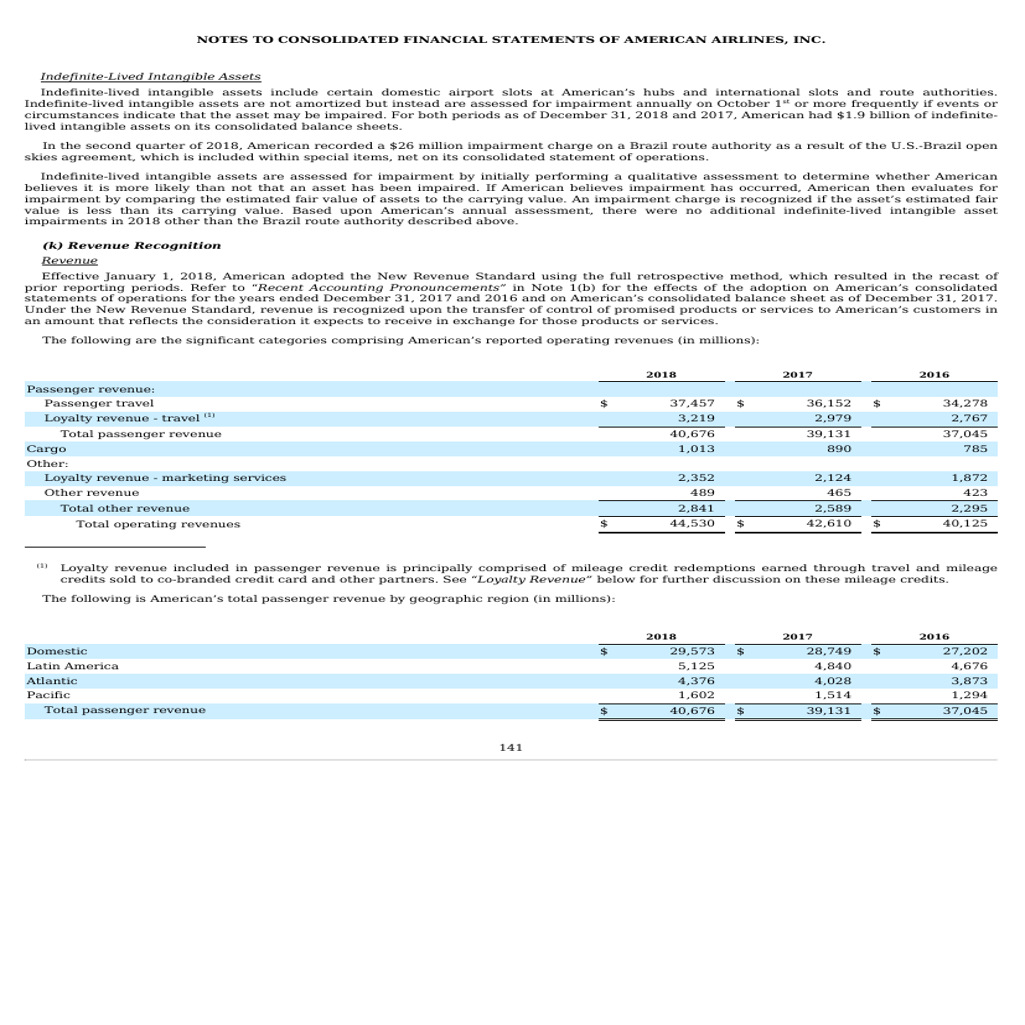 NOTES TO CONSOLIDATED FINANCIAL STATEMENTS OF AMERICAN AIRLINES, INC.
Indefinite-Lived Intangible Assets
Indefinite-lived intangible assets include certain domestic airport slots at American’s hubs and international slots and route authorities.
Indefinite-lived intangible assets are not amortized but instead are assessed for impairment annually on October 1st or more frequently if events or
circumstances indicate that the asset may be impaired. For both periods as of December 31, 2018 and 2017, American had $1.9 billion of indefinite-
lived intangible assets on its consolidated balance sheets.
In the second quarter of 2018, American recorded a $26 million impairment charge on a Brazil route authority as a result of the U.S.-Brazil open
skies agreement, which is included within special items, net on its consolidated statement of operations.
Indefinite-lived intangible assets are assessed for impairment by initially performing a qualitative assessment to determine whether American
believes it is more likely than not that an asset has been impaired. If American believes impairment has occurred, American then evaluates for
impairment by comparing the estimated fair value of assets to the carrying value. An impairment charge is recognized if the asset’s estimated fair
value is less than its carrying value. Based upon American’s annual assessment, there were no additional indefinite-lived intangible asset
impairments in 2018 other than the Brazil route authority described above.
(k) Revenue Recognition
Revenue
Effective January 1, 2018, American adopted the New Revenue Standard using the full retrospective method, which resulted in the recast of
prior reporting periods. Refer to “Recent Accounting Pronouncements” in Note 1(b) for the effects of the adoption on American’s consolidated
statements of operations for the years ended December 31, 2017 and 2016 and on American’s consolidated balance sheet as of December 31, 2017.
Under the New Revenue Standard, revenue is recognized upon the transfer of control of promised products or services to American’s customers in
an amount that reflects the consideration it expects to receive in exchange for those products or services.
The following are the significant categories comprising American’s reported operating revenues (in millions):
2018 2017 2016
Passenger revenue:
Passenger travel $ 37,457 $ 36,152 $ 34,278
Loyalty revenue - travel (1) 3,219 2,979 2,767
Total passenger revenue 40,676 39,131 37,045
Cargo 1,013 890 785
Other:
Loyalty revenue - marketing services 2,352 2,124 1,872
Other revenue 489 465 423
Total other revenue 2,841 2,589 2,295
Total operating revenues $ 44,530 $ 42,610 $ 40,125
(1) Loyalty revenue included in passenger revenue is principally comprised of mileage credit redemptions earned through travel and mileage
credits sold to co-branded credit card and other partners. See “Loyalty Revenue” below for further discussion on these mileage credits.
The following is American’s total passenger revenue by geographic region (in millions):
2018 2017 2016
Domestic $ 29,573 $ 28,749 $ 27,202
Latin America 5,125 4,840 4,676
Atlantic 4,376 4,028 3,873
Pacific 1,602 1,514 1,294
Total passenger revenue $ 40,676 $ 39,131 $ 37,045
141